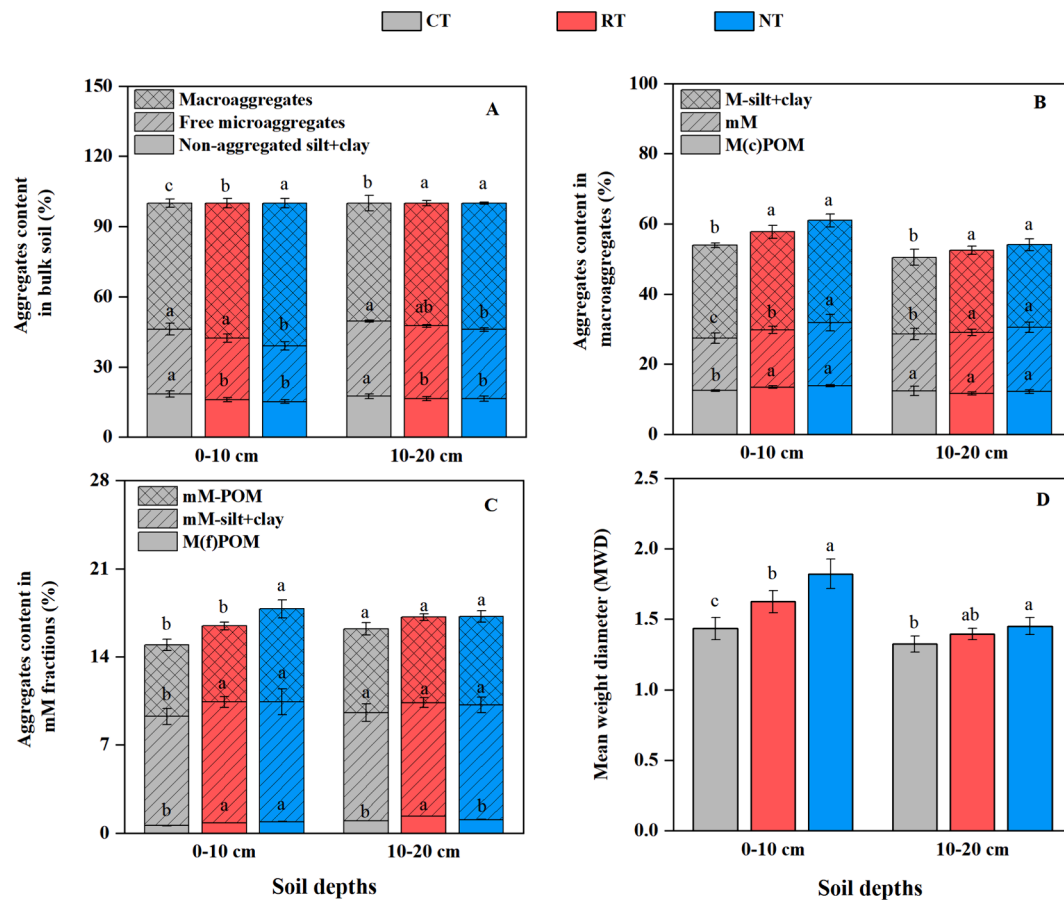 CT RT NT
Aggregates content
in bulk soil (%)
150
120
90
60
30
0
Macroaggregates
Free microaggregates
Non-aggregated silt+clay
A
c b a b a a
a a b a ab b
a b b a b b
0-10 cm 10-20 cm
Aggregates content in
macroaggregates (%)
100
80
60
40
20
0
M-silt+clay
mM
M(c)POM
B
b a a b a a
c b a b a a
b a a a a a
0-10 cm 10-20 cm
Aggregates content in
mM fractions (%)
28
21
14
7
0
mM-POM
mM-silt+clay
M(f)POM
C
b b a a a a
b a a a a a
b a a b a b
0-10 cm 10-20 cm
Soil depths
Mean weight diameter (MWD)
2.5
2.0
1.5
1.0
0.5
0.0
D
c b a b ab a
0-10 cm 10-20 cm
Soil depths